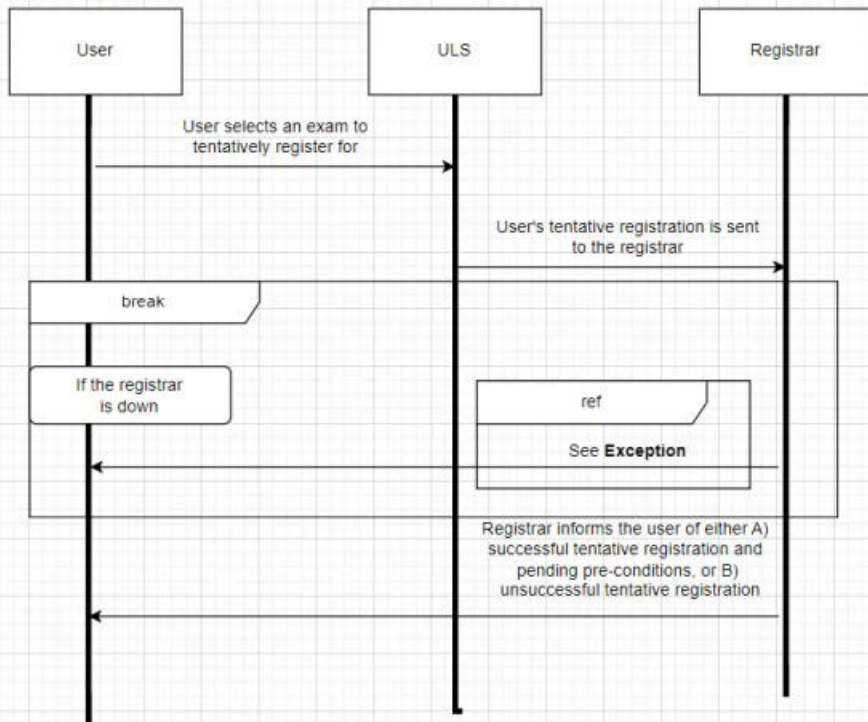 User
ULS
Registrar
User selects an exam to
tentatively register for
User's tentative registration is sent
to the registrar
break
If the registrar
is down
ref
See Exception
Registrar informs the user of either A)
successful tentative registration and
pending pre-conditions, or B)
unsuccessful tentative registration